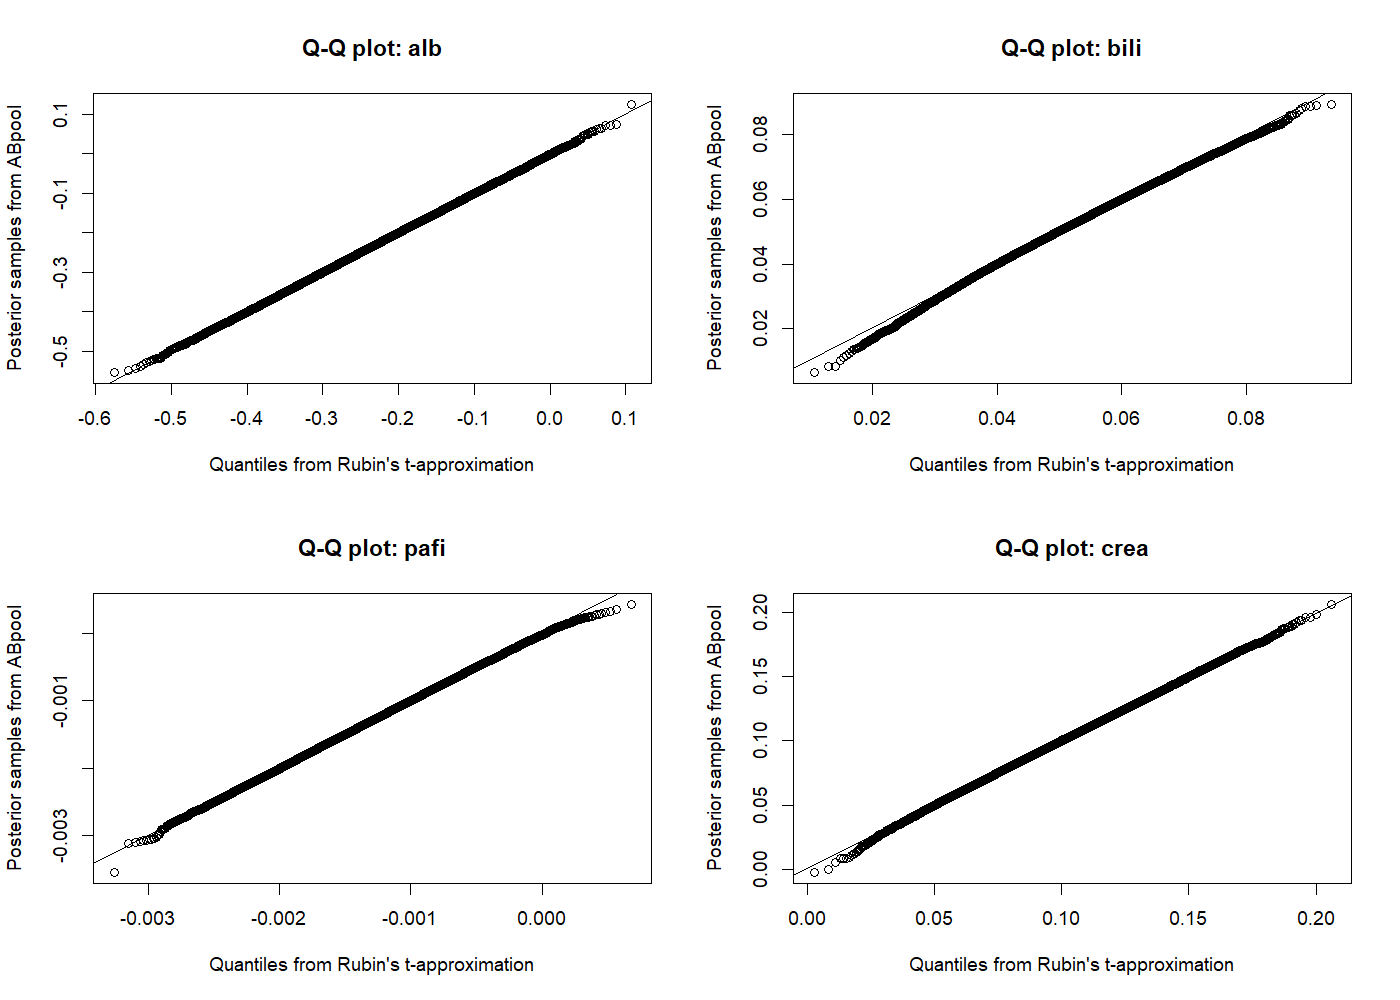 Q-Q plot: alb
Posterior samples from ABpool
0.1
-0.1
-0.3
-0.5
-0.6 -0.5 -0.4 -0.3 -0.2 -0.1 0.0 0.1
Quantiles from Rubin's t-approximation
Q-Q plot: bili
Posterior samples from ABpool
0.08
0.06
0.04
0.02
0.02 0.04 0.06 0.08
Quantiles from Rubin's t-approximation
Q-Q plot: pafi
Posterior samples from ABpool
-0.001
-0.003
-0.003 -0.002 -0.001 0.000
Quantiles from Rubin's t-approximation
Q-Q plot: crea
Posterior samples from ABpool
0.20
0.15
0.10
0.05
0.00
0.00 0.05 0.10 0.15 0.20
Quantiles from Rubin's t-approximation